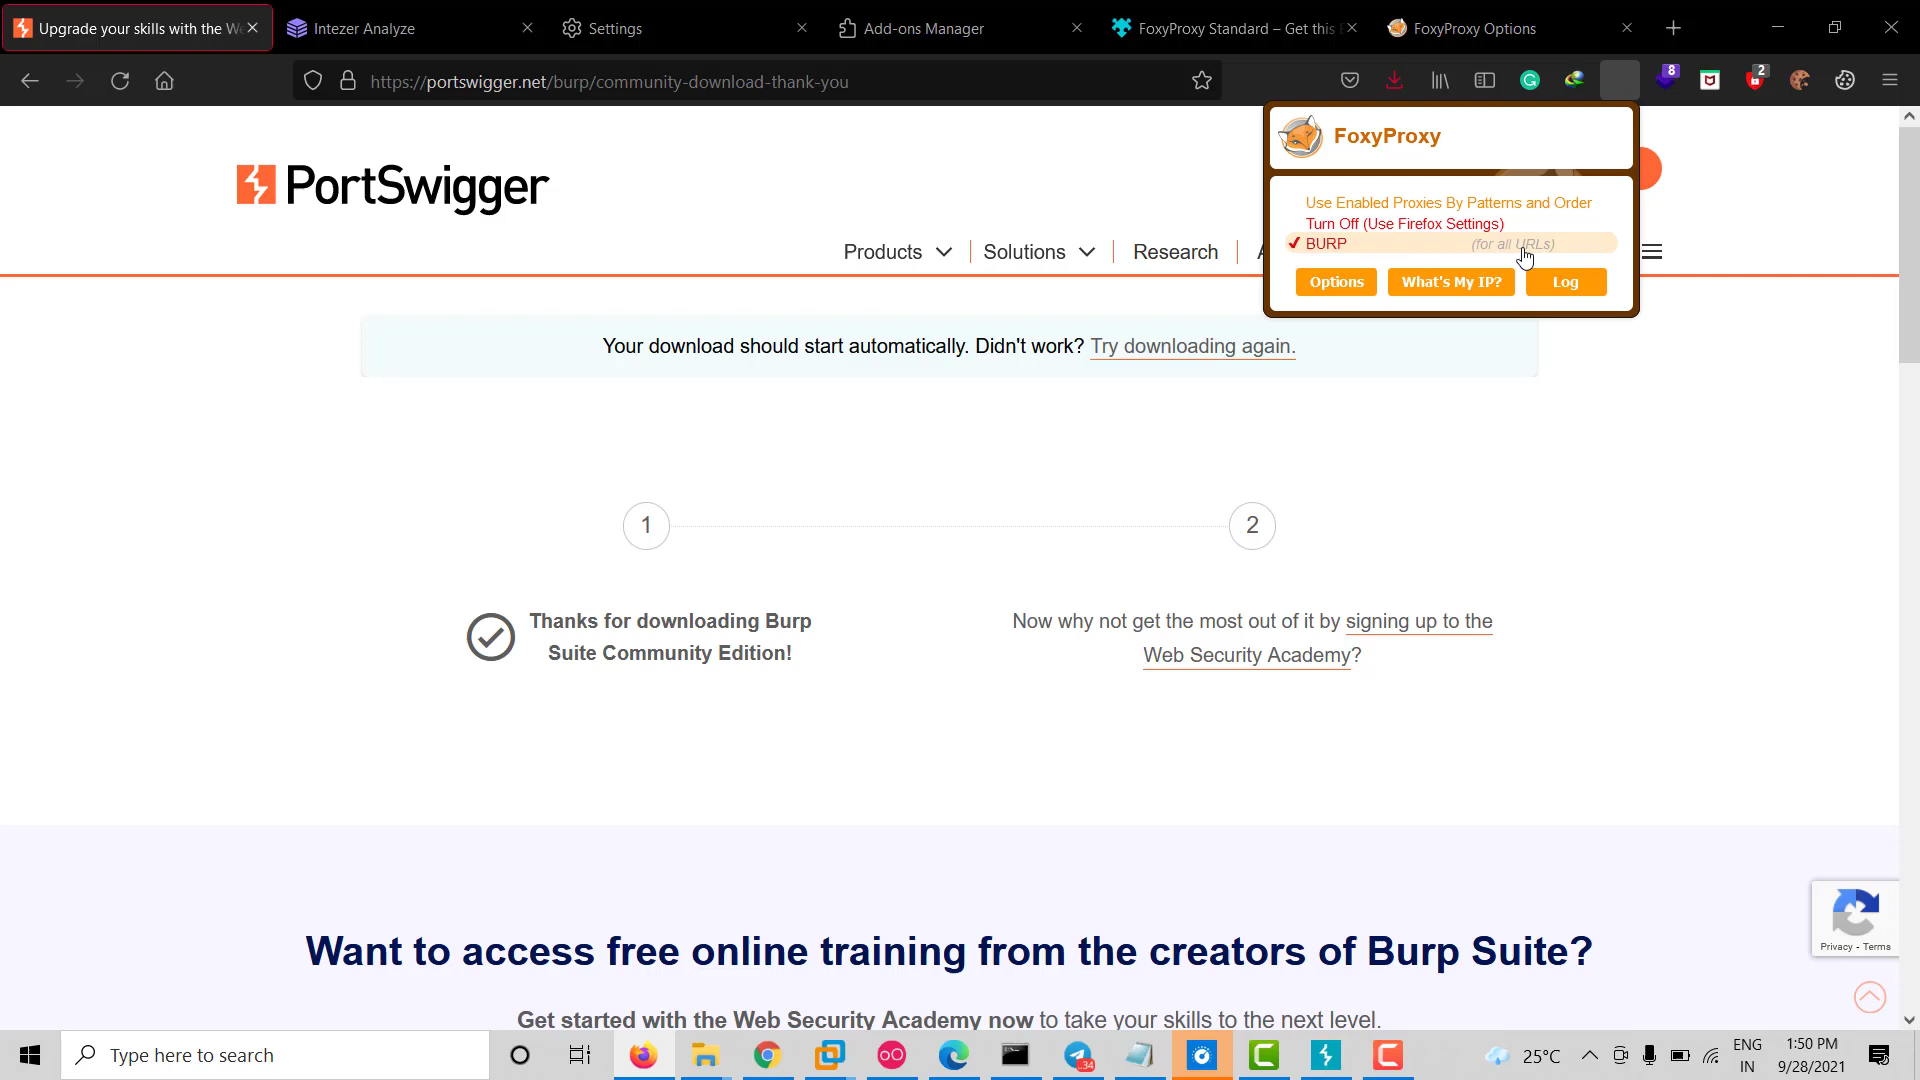 Upgrade your skills with the We
Intezer Analyze
Settings
Add-ons Manager
FoxyProxy Standard – Get this E
FoxyProxy Options
https://portswigger.net/burp/community-download-thank-you
8
2
FoxyProxy
Use Enabled Proxies By Patterns and Order
Turn Off (Use Firefox Settings)
BURP (for all URLs)
Options What's My IP? Log
PortSwigger
Products
Solutions
Research
Your download should start automatically. Didn't work? Try downloading again.
1
2
Thanks for downloading Burp
Suite Community Edition!
Now why not get the most out of it by signing up to the
Web Security Academy?
Privacy - Terms
Want to access free online training from the creators of Burp Suite?
Get started with the Web Security Academy now to take your skills to the next level.
Type here to search
34
25°C
ENG
IN
1:50 PM
9/28/2021